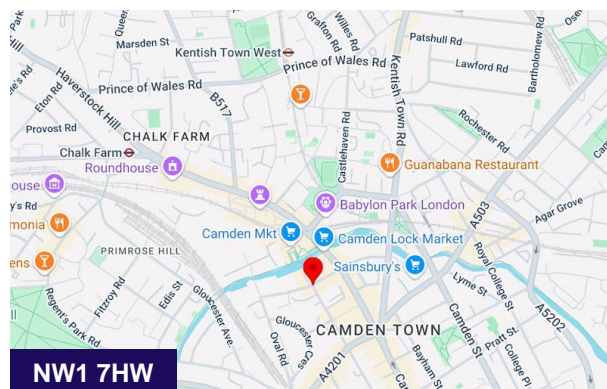 Marsden St
Kentish Town West
Grafton Rd
Willes Rd
Patshull Rd
Lawford Rd
Bartholomew Rd
Prince of Wales Rd
Prince of Wales Rd
Haverstock Hill
B517
Kentish Town Rd
Eton Rd
Provost Rd
CHALK FARM
Castlehaven Rd
Rochester Rd
Chalk Farm
Roundhouse
Guanabana Restaurant
ouse
Babylon Park London
A503
Agar Grove
y's Rd
monia
Camden Mkt
Camden Lock Market
PRIMROSE HILL
Sainsbury's
Royal College St
ens
Lyme St
Regent's Park Rd
Fitzroy Rd
Edis St
Gloucester Ave.
Gloucester Cres
Oval Rd
CAMDEN TOWN
Camden St
Pratt St.
A5202
A4201
Bayham St
College Pl
NW1 7HW